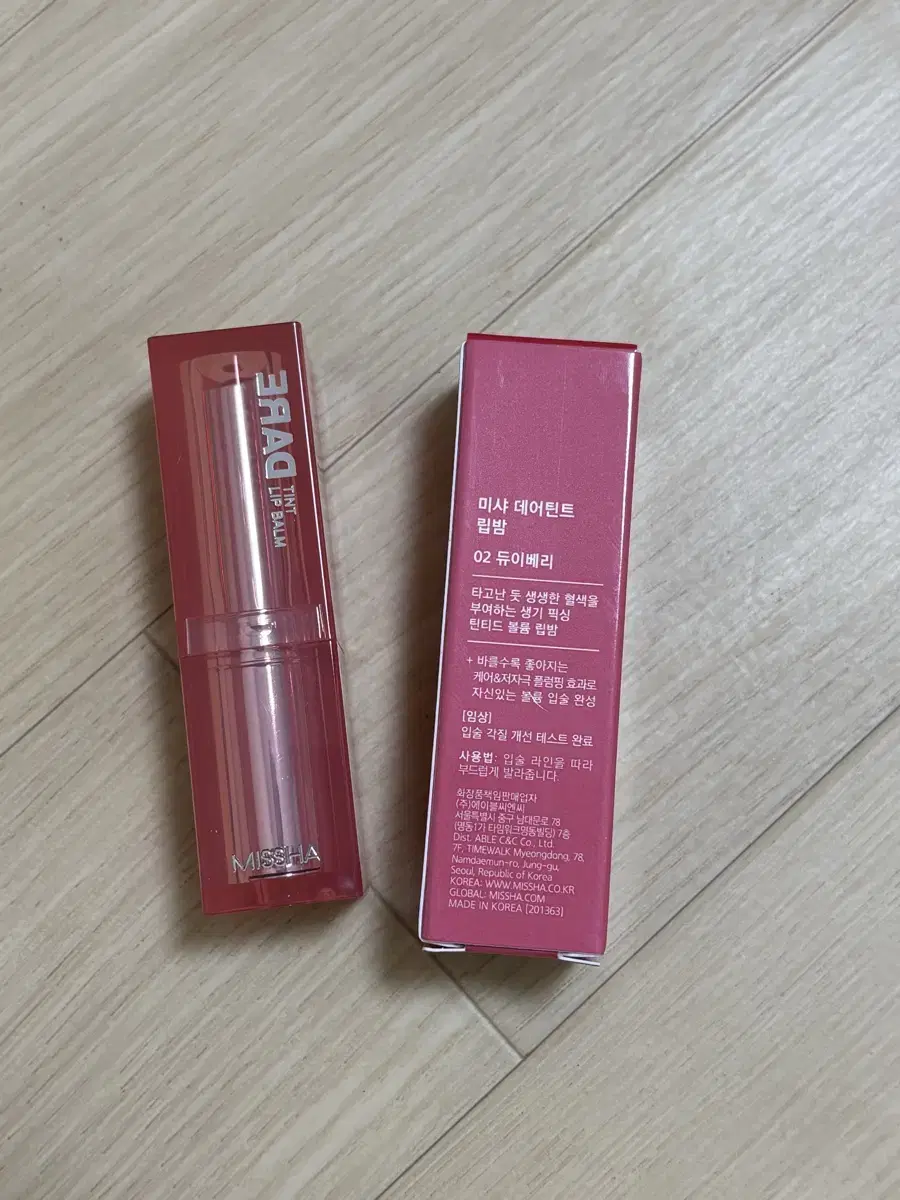 DARE
TINT
LIP BALM
MISSHA
미샤 데어틴트
립밤
02 듀이베리
타고난 듯 생생한 혈색을
부여하는 생기 픽싱
틴티드 볼륨 립밤
+ 바를수록 좋아지는
케어&저자극 플럼핑 효과로
자신있는 볼륨 입술 완성
[임상]
입술 각질 개선 테스트 완료
사용법: 입술 라인을 따라
부드럽게 발라줍니다.
화장품책임판매업자
(주)에이블씨엔씨
서울특별시 중구 남대문로 78
(명동1가 타임워크명동빌딩) 7층
Dist. ABLE C&C Co., Ltd.
7F, TIMEWALK Myeongdong, 78,
Namdaemun-ro, Jung-gu,
Seoul, Republic of Korea
KOREA: WWW.MISSHA.CO.KR
GLOBAL: MISSHA.COM
MADE IN KOREA [201363]